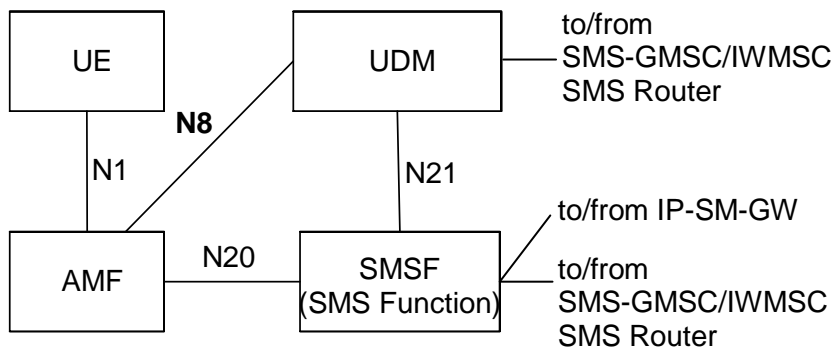 UE
UDM
to/from
SMS-GMSC/IWMSC
SMS Router
N8
N1
N21
AMF
N20
SMSF
(SMS Function)
to/from IP-SM-GW
to/from
SMS-GMSC/IWMSC
SMS Router